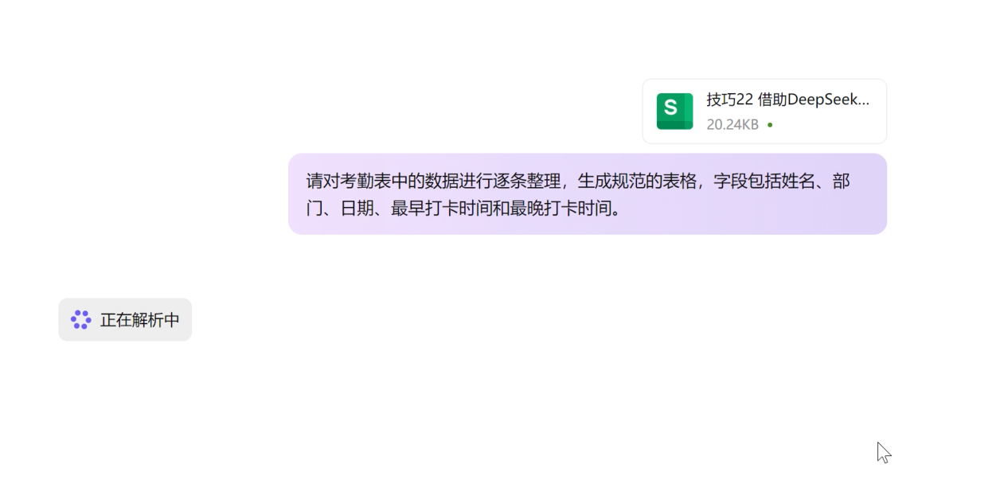 S
技巧22 借助DeepSeek...
20.24KB
请对考勤表中的数据进行逐条整理，生成规范的表格，字段包括姓名、部
门、日期、最早打卡时间和最晚打卡时间。
正在解析中